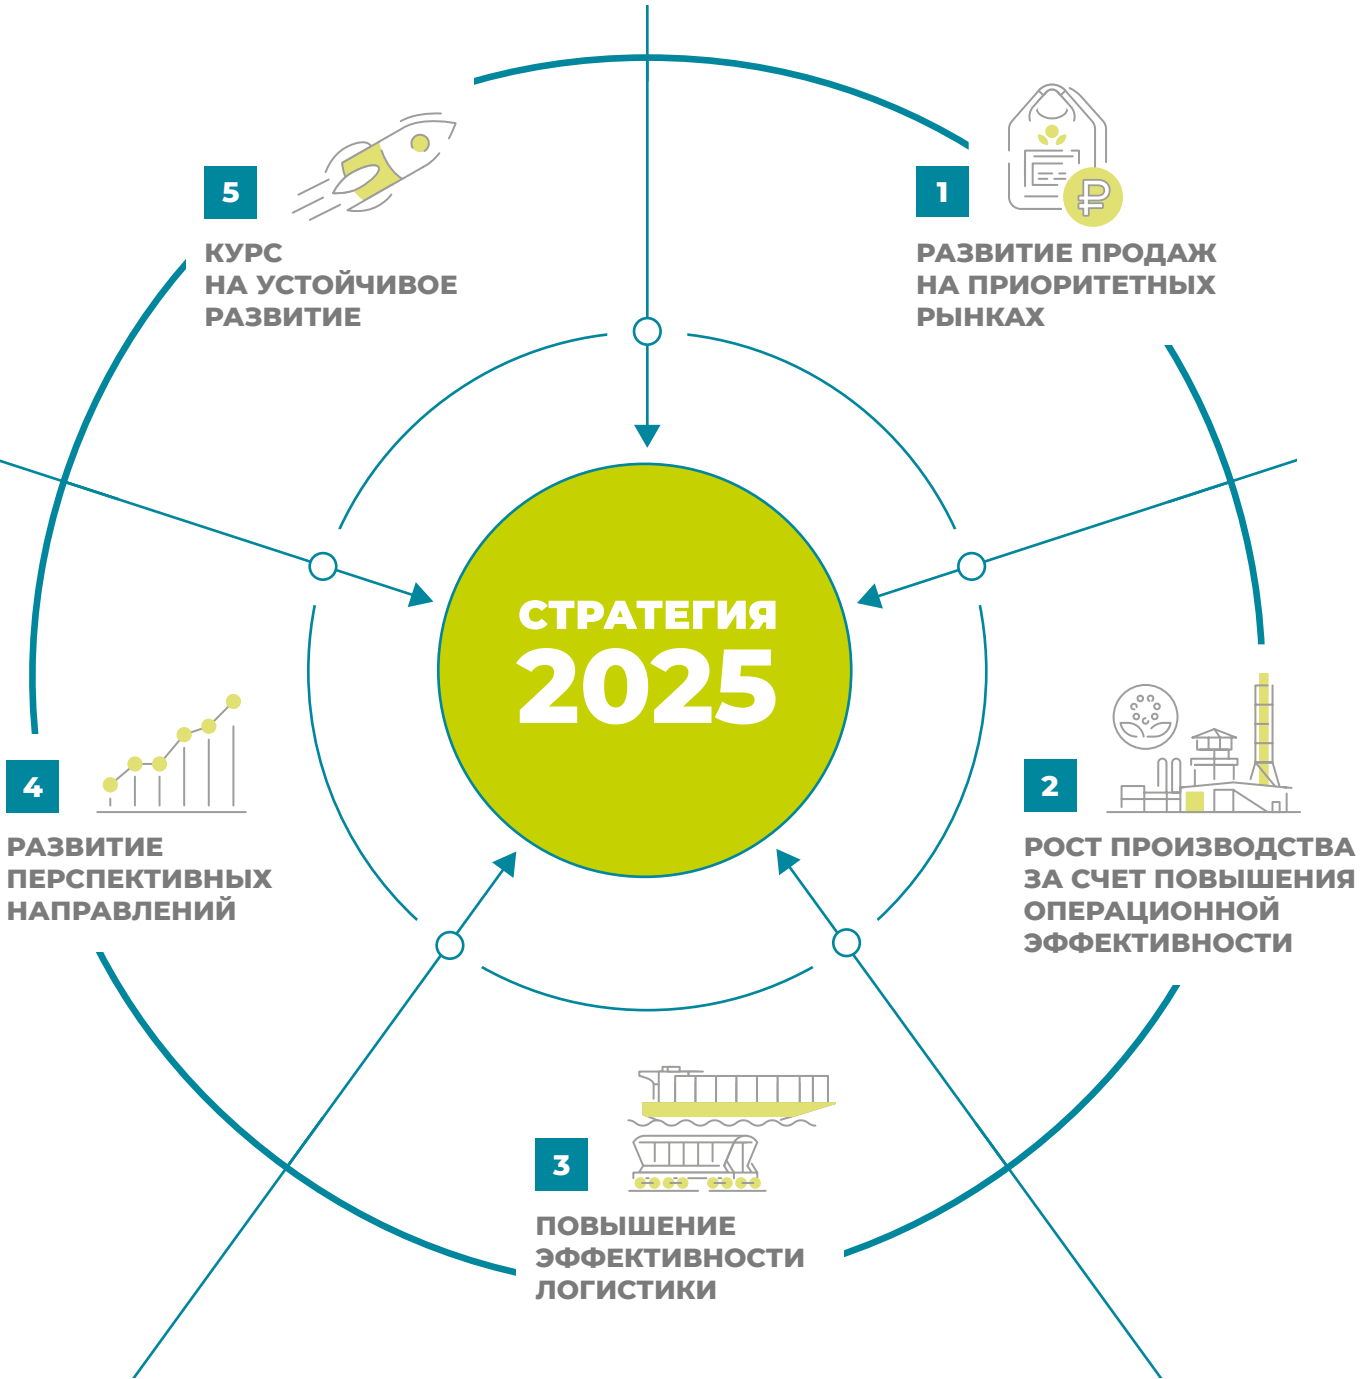 СТРАТЕГИЯ
2025
1
РАЗВИТИЕ ПРОДАЖ
НА ПРИОРИТЕТНЫХ
РЫНКАХ
2
РОСТ ПРОИЗВОДСТВА
ЗА СЧЕТ ПОВЫШЕНИЯ
ОПЕРАЦИОННОЙ
ЭФФЕКТИВНОСТИ
3
ПОВЫШЕНИЕ
ЭФФЕКТИВНОСТИ
ЛОГИСТИКИ
4
РАЗВИТИЕ
ПЕРСПЕКТИВНЫХ
НАПРАВЛЕНИЙ
5
КУРС
НА УСТОЙЧИВОЕ
РАЗВИТИЕ